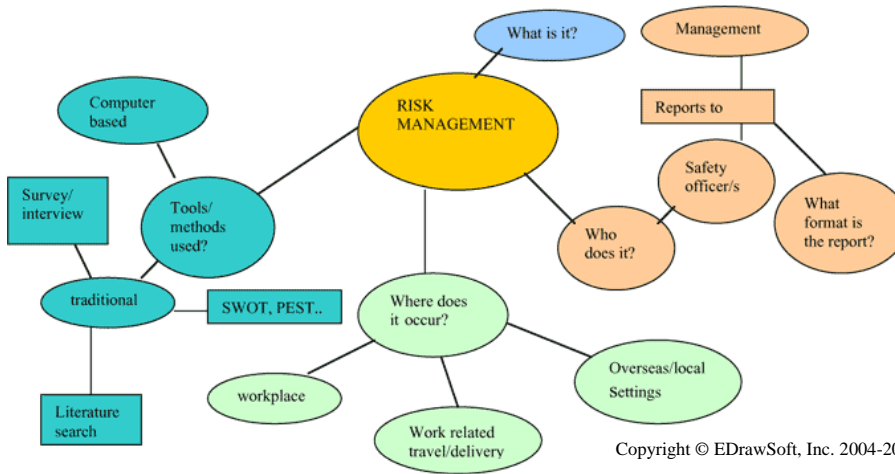 What is it?
Management
Computer
based
RISK
MANAGEMENT
Reports to
Survey/
interview
Tools/
methods
used?
Safety
officer/s
What
format is
the report?
Who
does it?
traditional
SWOT, PEST..
Where does
it occur?
Overseas/local
Settings
workplace
Literature
search
Work related
travel/delivery
Copyright © EDrawSoft, Inc. 2004-20